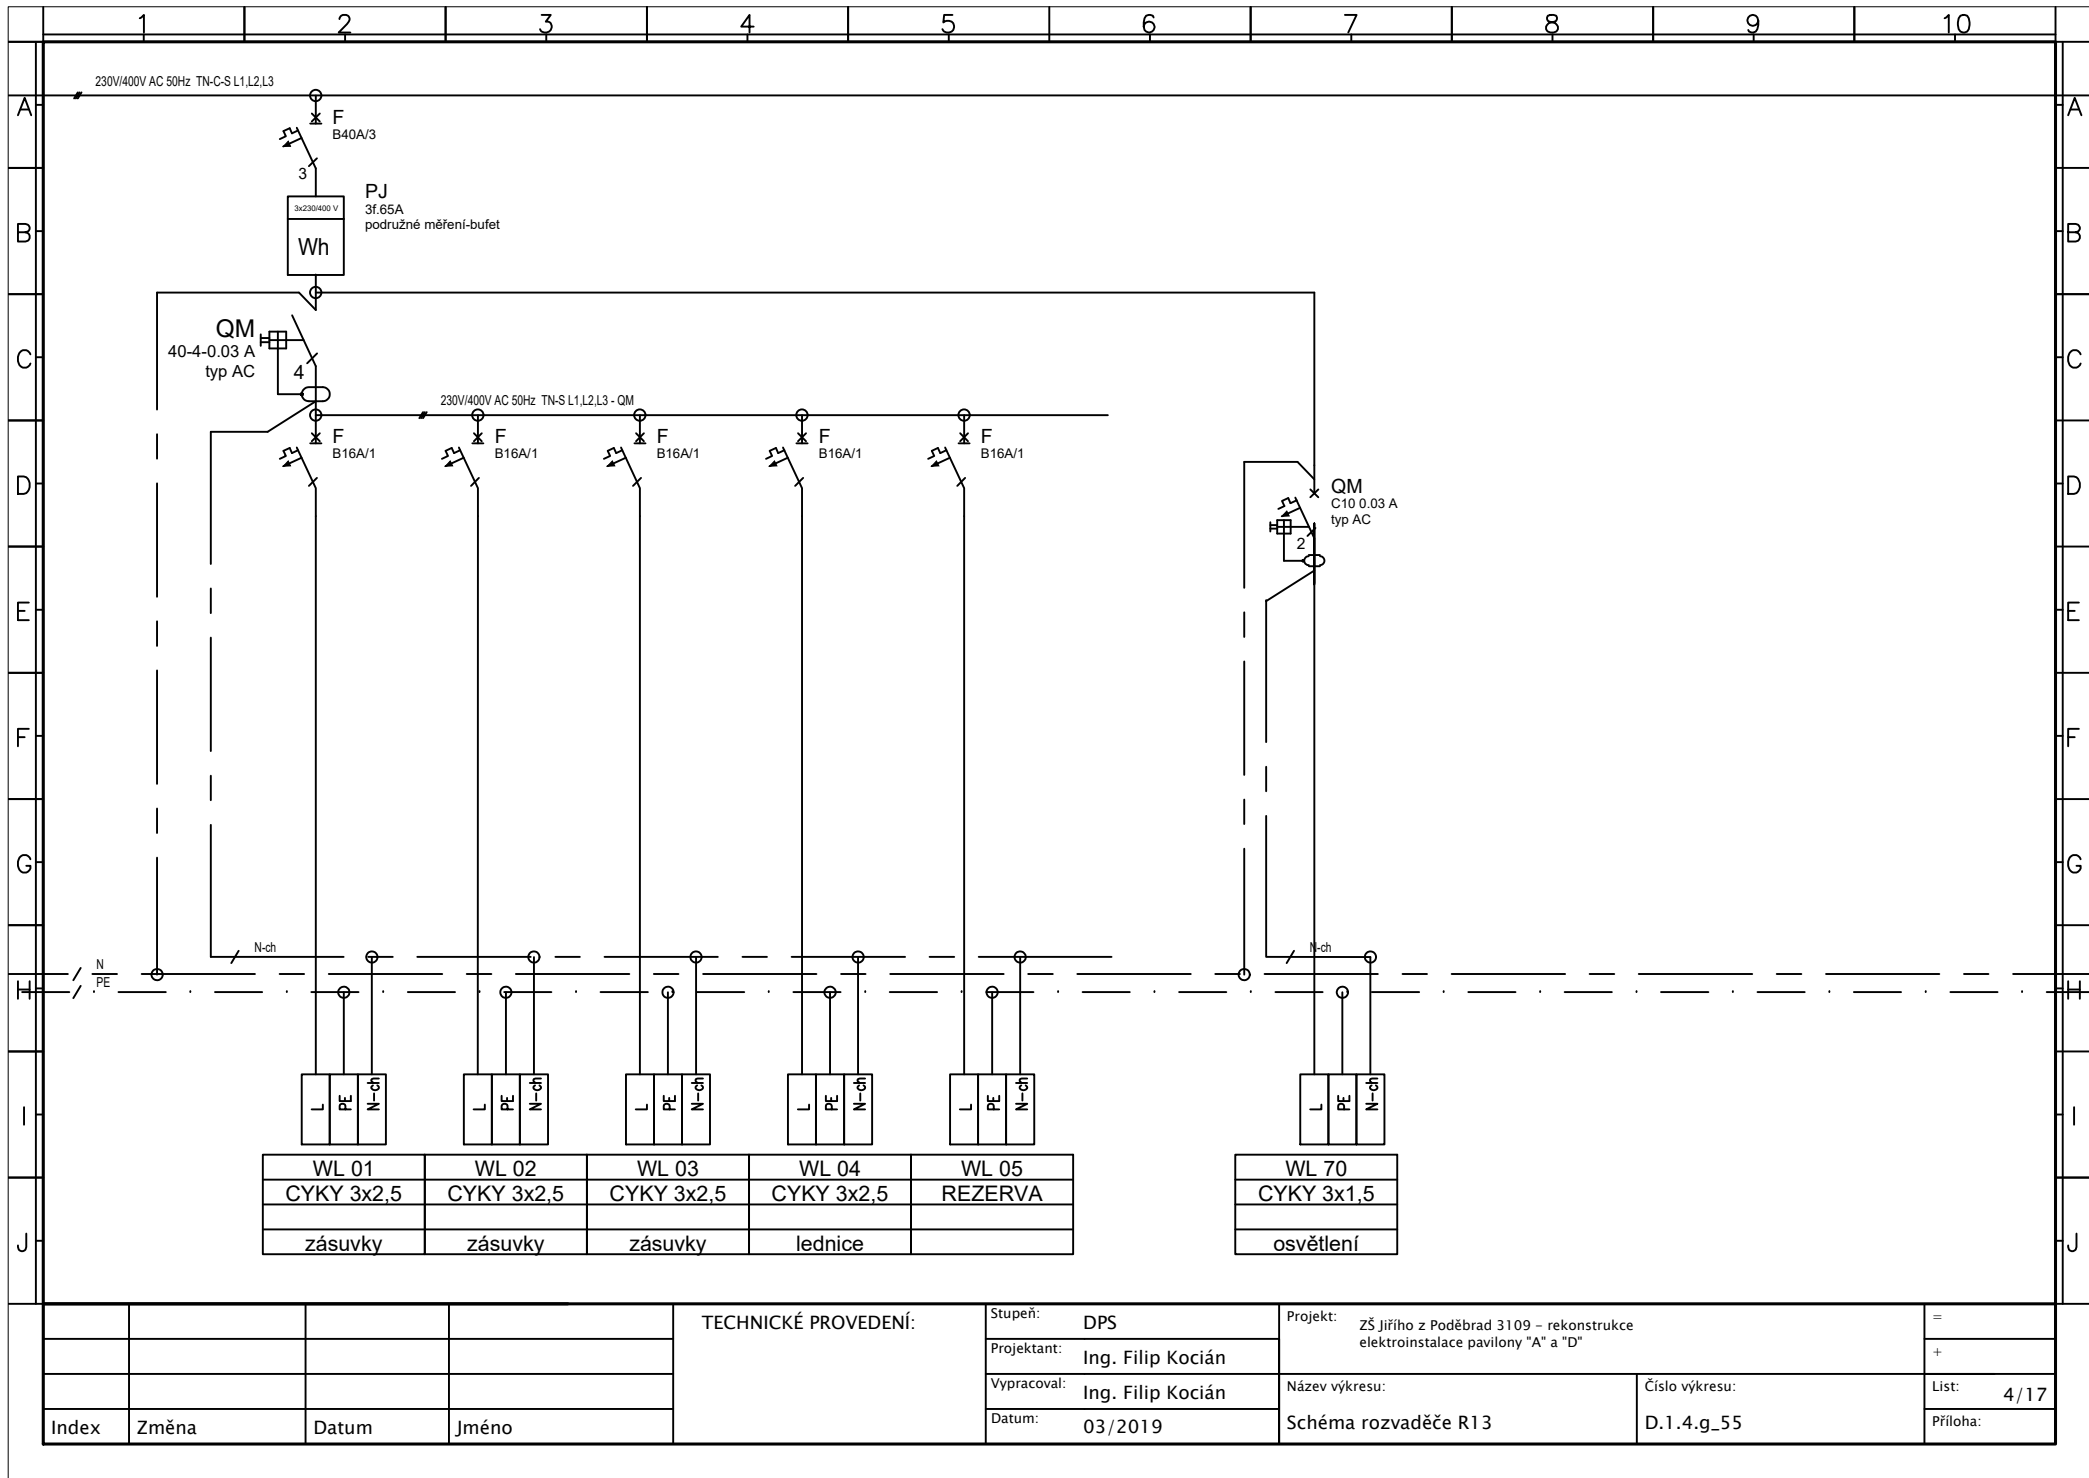 1 2 3 4 5 6 7 8 9 10
230V/400V AC 50Hz TN-C-S L1,L2,L3
A A
F
B40A/3
3
PJ
3f.65A
podružné měření-bufet
3x230/400 V
Wh
B B
QM
40-4-0.03 A
typ AC
4
C C
230V/400V AC 50Hz TN-S L1,L2,L3 - QM
F F F F F
B16A/1 B16A/1 B16A/1 B16A/1 B16A/1
D D
QM
C10 0.03 A
typ AC
2
E E
F F
G G
N-ch N-ch
N
PE
H H
L PE N-ch L PE N-ch L PE N-ch L PE N-ch L PE N-ch L PE N-ch
I I
WL 01 WL 02 WL 03 WL 04 WL 05 WL 70
CYKY 3x2,5 CYKY 3x2,5 CYKY 3x2,5 CYKY 3x2,5 REZERVA CYKY 3x1,5
zásuvky zásuvky zásuvky lednice osvětlení
J J
TECHNICKÉ PROVEDENÍ:
Stupeň: DPS
Projektant: Ing. Filip Kocián
Vypracoval: Ing. Filip Kocián
Datum: 03/2019
Projekt: ZŠ Jiřího z Poděbrad 3109 - rekonstrukce
elektroinstalace pavilony "A" a "D"
=
+
Název výkresu:
Schéma rozvaděče R13
Číslo výkresu:
D.1.4.g_55
List: 4/17
Příloha:
Index Změna Datum Jméno